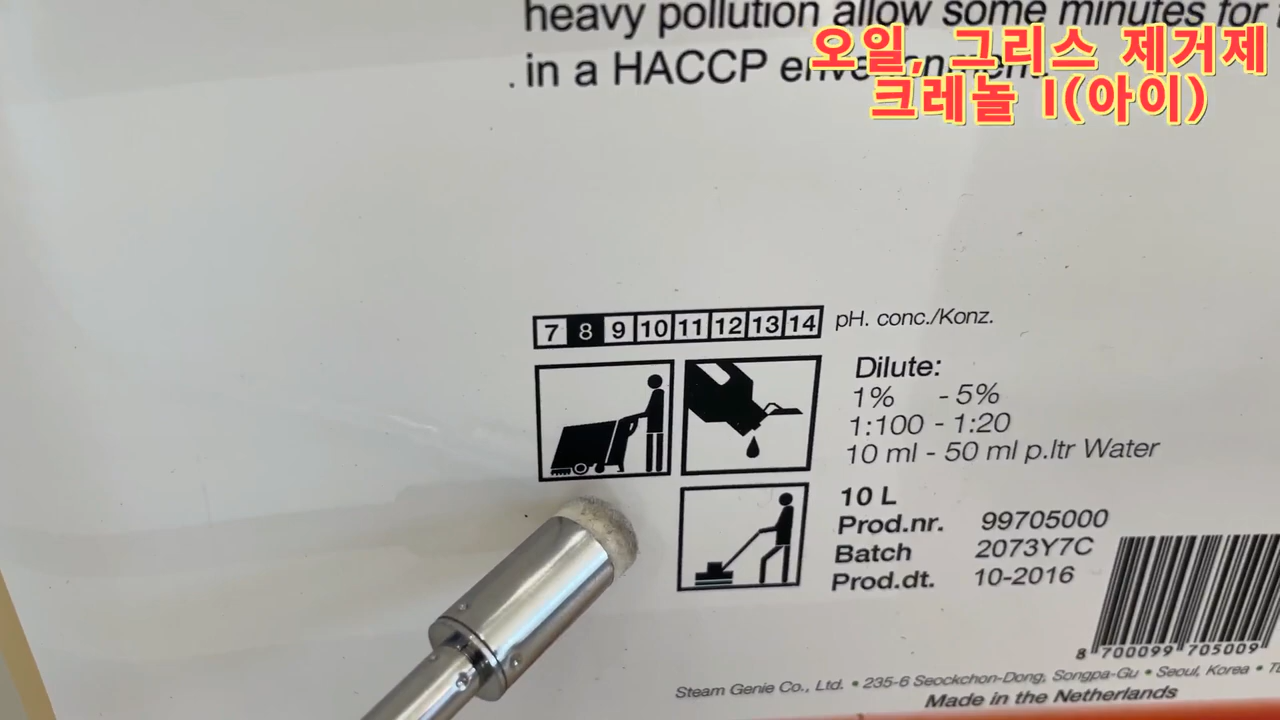 heavy pollution allow some minutes for
. in a HACCP
오일, 그리스 제거제
크레놀 I(아이)
7 8 9 10 11 12 13 14 pH. conc./Konz.
Dilute:
1% - 5%
1:100 - 1:20
10 ml - 50 ml p.ltr Water
10 L
Prod.nr. 99705000
Batch 2073Y7C
Prod.dt. 10-2016
8 700099 705009
Steam Genie Co., Ltd. • 235-6 Seockchon-Dong, Songpa-Gu • Seoul, Korea •
Made in the Netherlands